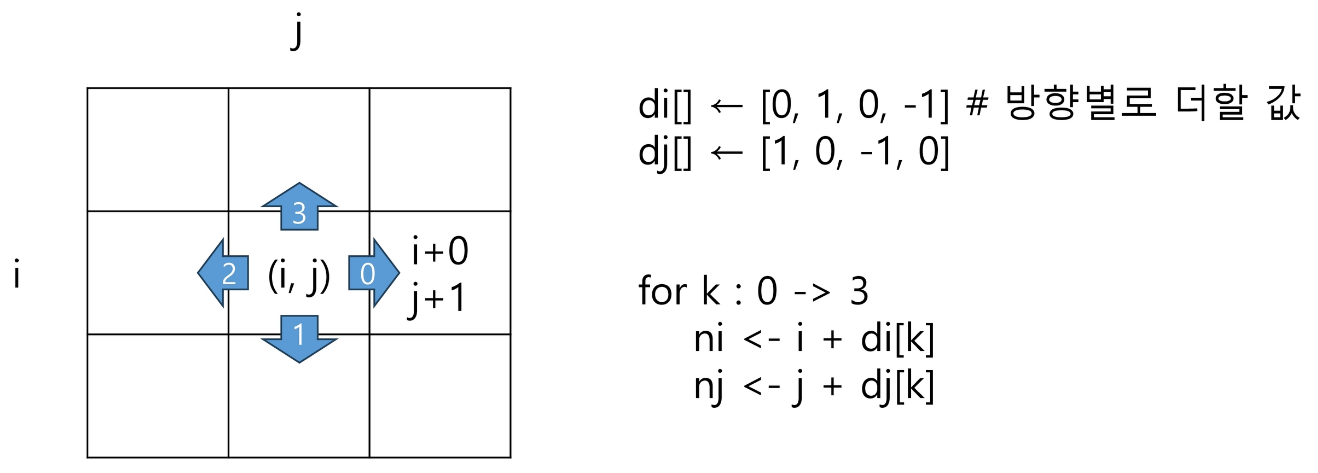 j
di[] ← [0, 1, 0, -1] # 방향별로 더할 값
dj[] ← [1, 0, -1, 0]
3
i
2
(i, j)
0
i+0
j+1
1
for k : 0 -> 3
ni <- i + di[k]
nj <- j + dj[k]